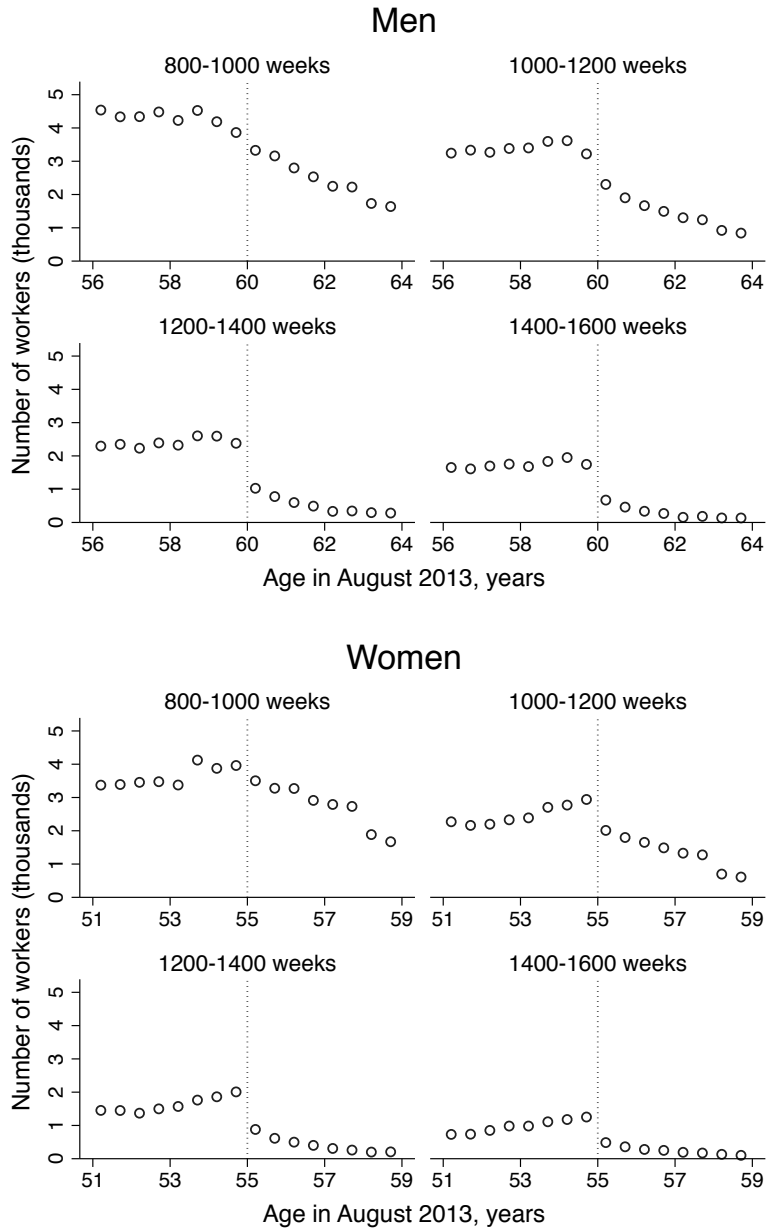 Men
800-1000 weeks
1000-1200 weeks
Number of workers (thousands)
5
4
3
2
1
0
56 58 60 62 64
56 58 60 62 64
1200-1400 weeks
1400-1600 weeks
5
4
3
2
1
0
56 58 60 62 64
56 58 60 62 64
Age in August 2013, years
Women
800-1000 weeks
1000-1200 weeks
Number of workers (thousands)
5
4
3
2
1
0
51 53 55 57 59
51 53 55 57 59
1200-1400 weeks
1400-1600 weeks
5
4
3
2
1
0
51 53 55 57 59
51 53 55 57 59
Age in August 2013, years